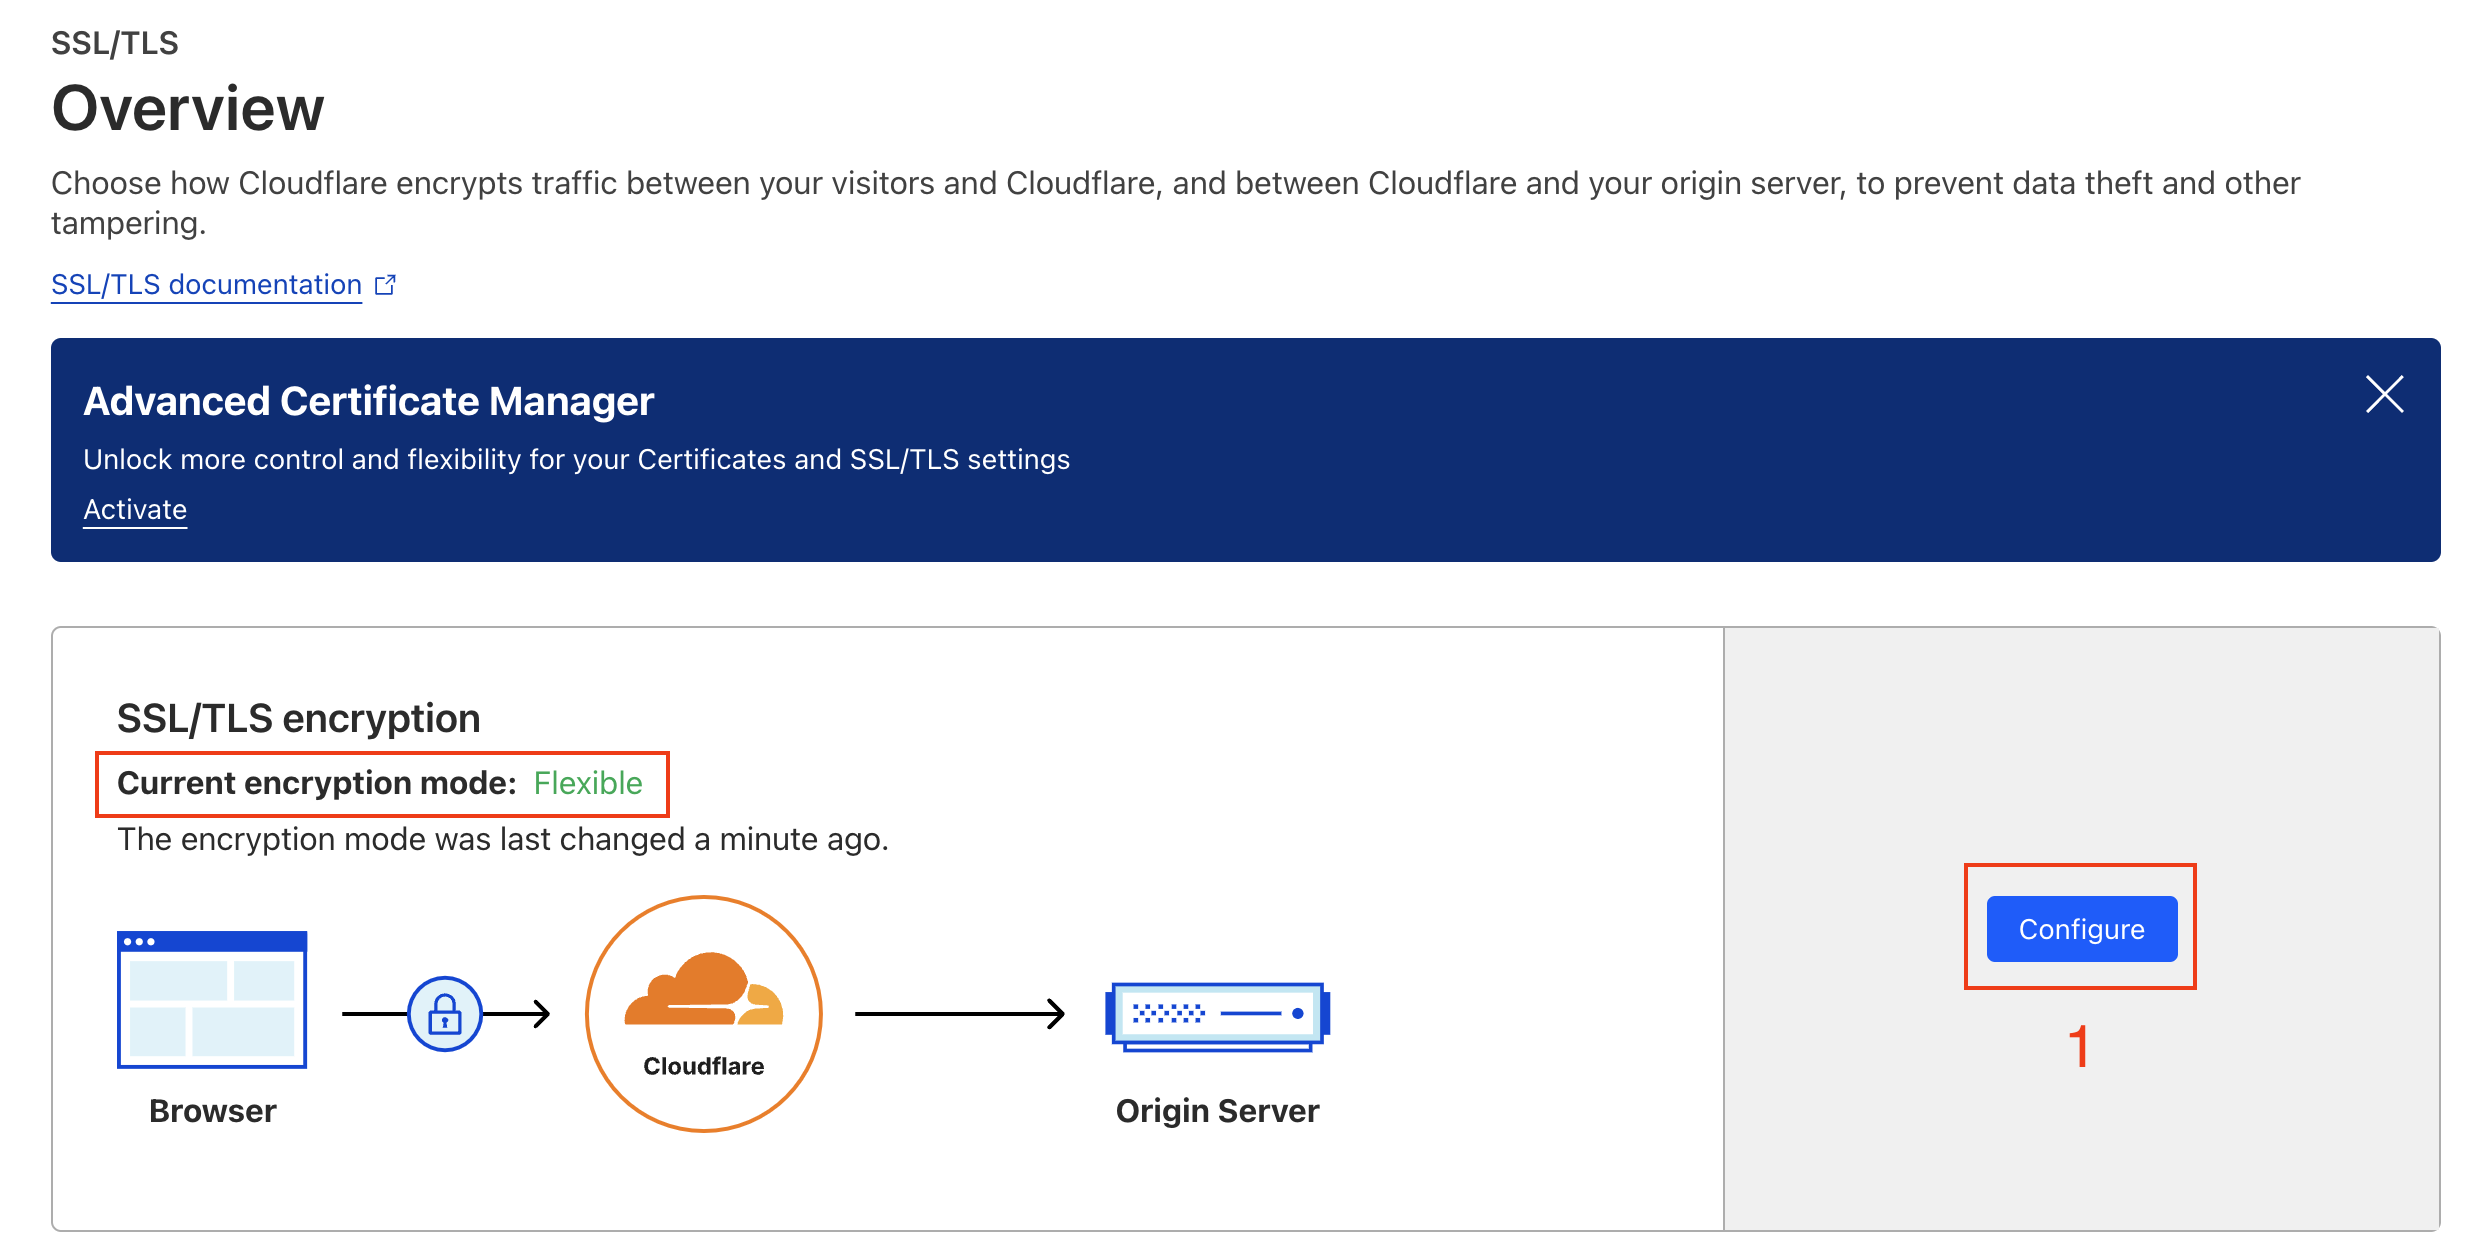 SSL/TLS
Overview
Choose how Cloudflare encrypts traffic between your visitors and Cloudflare, and between Cloudflare and your origin server, to prevent data theft and other
tampering.
SSL/TLS documentation
Advanced Certificate Manager
Unlock more control and flexibility for your Certificates and SSL/TLS settings
Activate
SSL/TLS encryption
Current encryption mode: Flexible
The encryption mode was last changed a minute ago.
Configure
1
Cloudflare
Browser
Origin Server